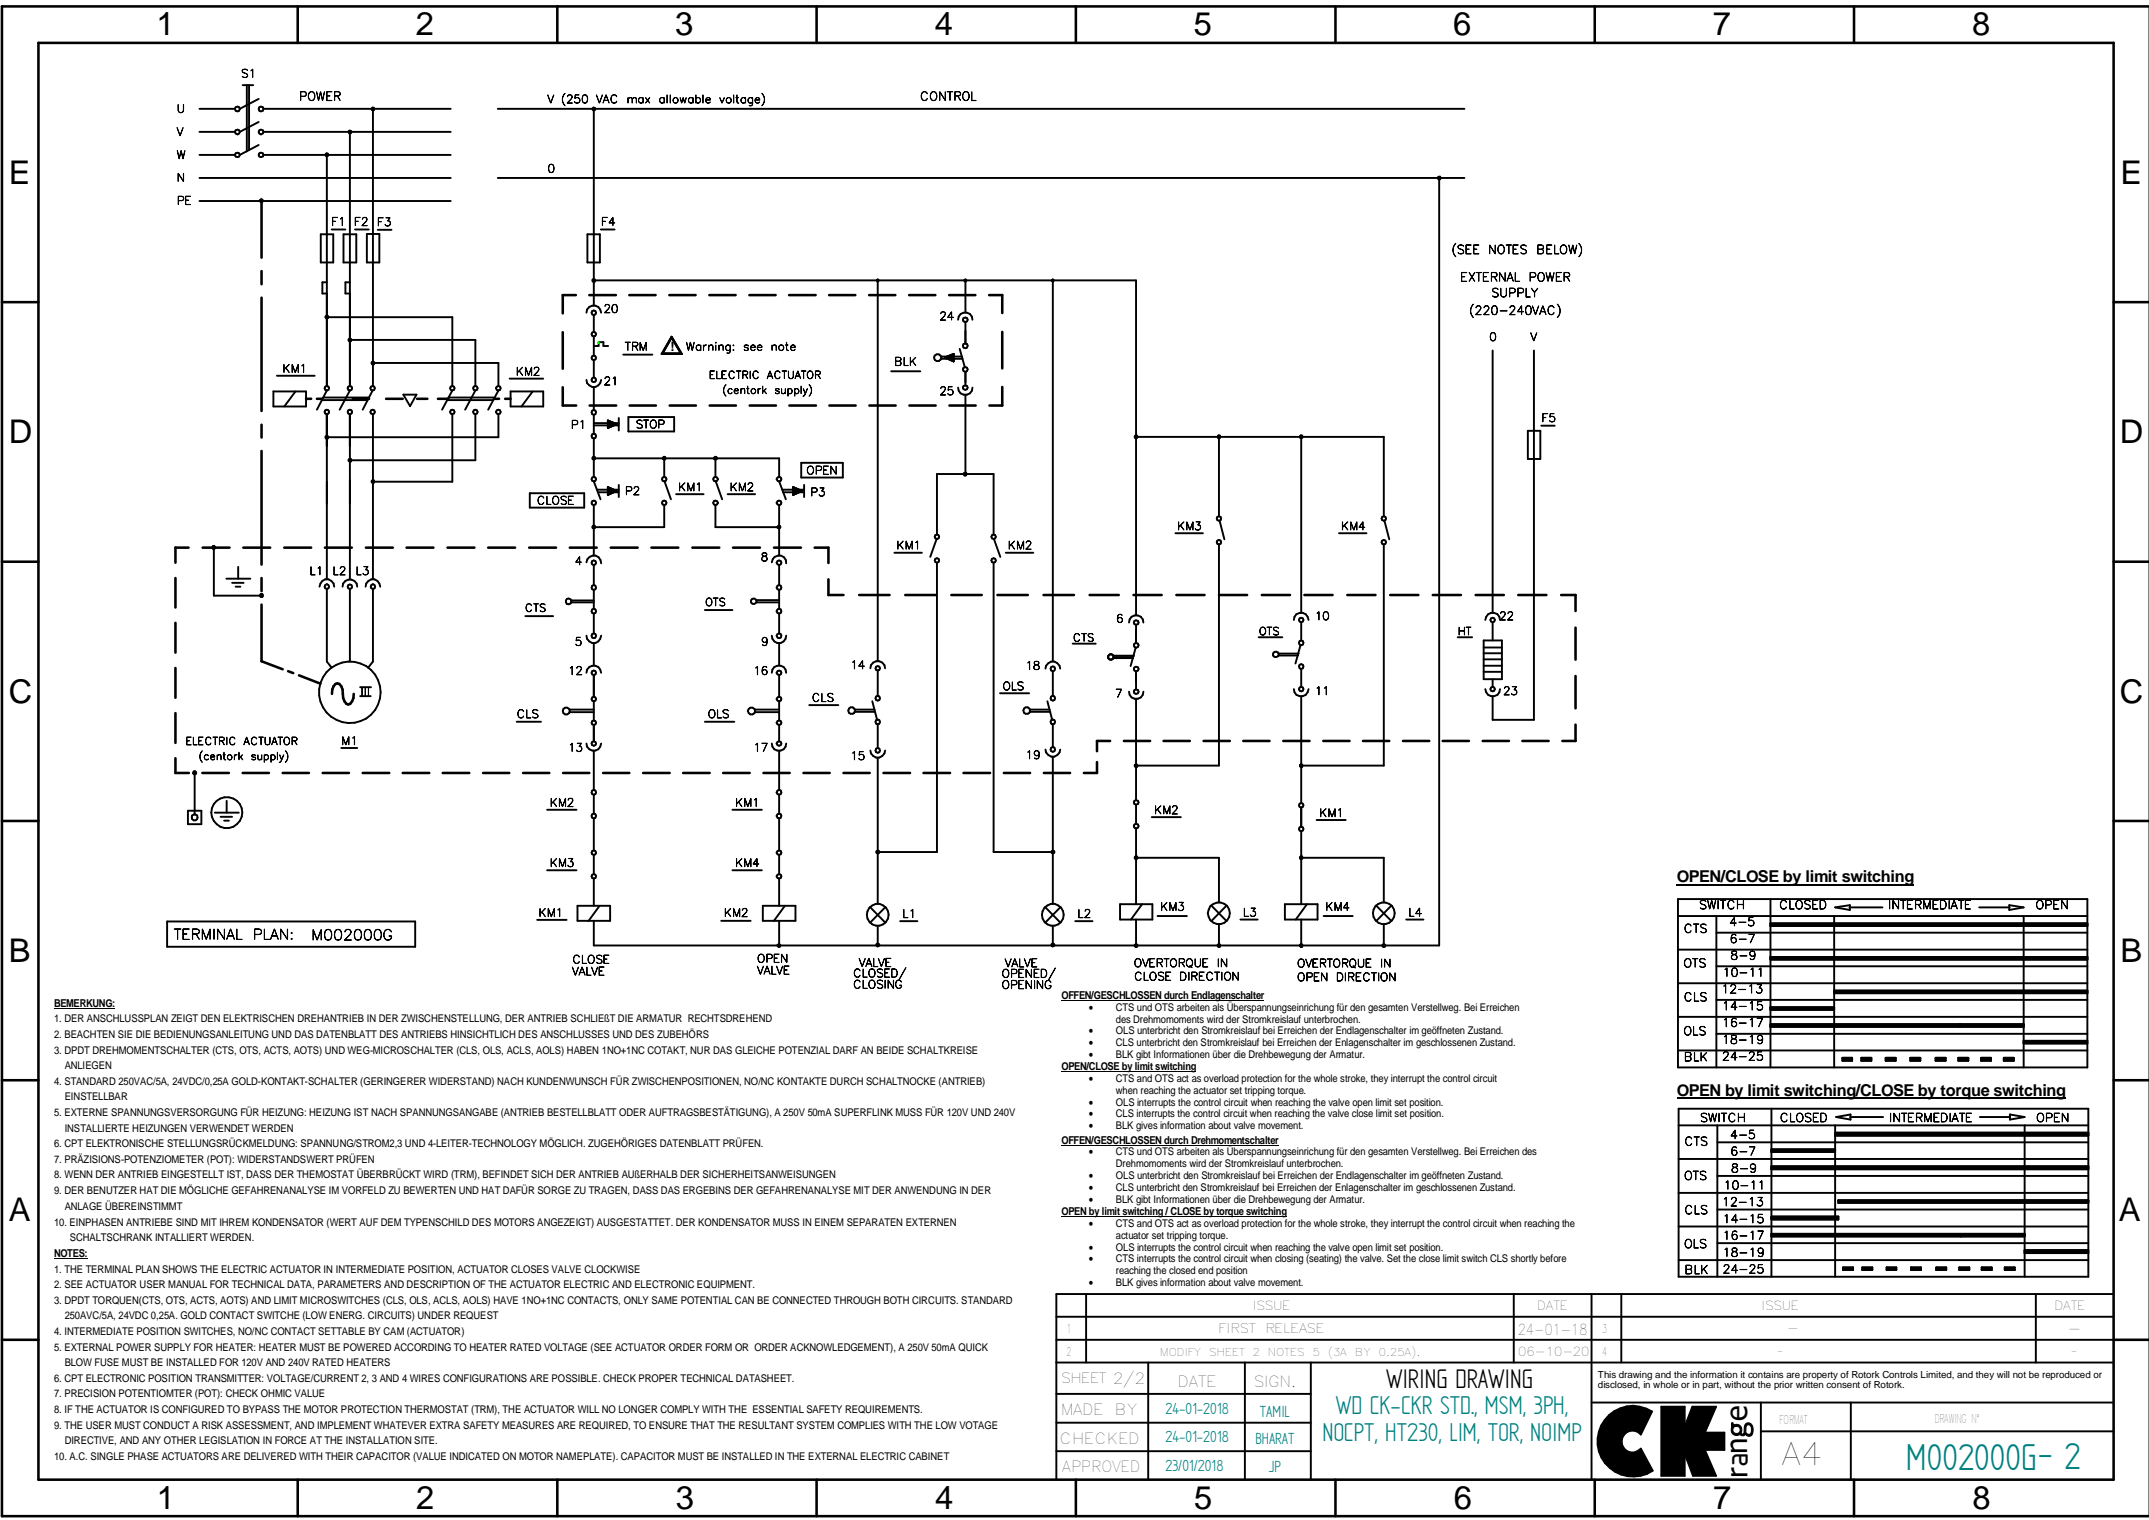 1 2 3 4 5 6 7 8
E E
D D
C C
B B
A A
S1
POWER
U
V
W
N
PE
V (250 VAC max allowable voltage)
CONTROL
0
F1 F2 F3
F4
(SEE NOTES BELOW)
EXTERNAL POWER
SUPPLY
(220-240VAC)
0 V
F5
20
TRM Warning: see note
21
ELECTRIC ACTUATOR
(centork supply)
24
BLK
25
KM1 KM2
P1 STOP
CLOSE P2 KM1 KM2 OPEN P3
KM1 KM2
KM3 KM4
L1 L2 L3
4 8
CTS OTS
5 9
12 16
CLS OLS
13 17
14 18
CLS OLS
15 19
6 10
CTS OTS
7 11
22
HT
23
III
M1
ELECTRIC ACTUATOR
(centork supply)
KM2 KM1
KM3 KM4
KM2 KM1
KM1 KM2 L1 L2 KM3 L3 KM4 L4
TERMINAL PLAN: M002000G
CLOSE
VALVE
OPEN
VALVE
VALVE
CLOSED/
CLOSING
VALVE
OPENED/
OPENING
OVERTORQUE IN
CLOSE DIRECTION
OVERTORQUE IN
OPEN DIRECTION
OPEN/CLOSE by limit switching
SWITCH CLOSED INTERMEDIATE OPEN
CTS 4-5
6-7
OTS 8-9
10-11
CLS 12-13
14-15
OLS 16-17
18-19
BLK 24-25
OPEN by limit switching/CLOSE by torque switching
SWITCH CLOSED INTERMEDIATE OPEN
CTS 4-5
6-7
OTS 8-9
10-11
CLS 12-13
14-15
OLS 16-17
18-19
BLK 24-25
BEMERKUNG:
1. DER ANSCHLUSSPLAN ZEIGT DEN ELEKTRISCHEN DREHANTRIEB IN DER ZWISCHENSTELLUNG, DER ANTRIEB SCHLIEßT DIE ARMATUR RECHTSDREHEND
2. BEACHTEN SIE DIE BEDIENUNGSANLEITUNG UND DAS DATENBLATT DES ANTRIEBS HINSICHTLICH DES ANSCHLUSSES UND DES ZUBEHÖRS
3. DPDT DREHMOMENTSCHALTER (CTS, OTS, ACTS, AOTS) UND WEG-MICROSCHALTER (CLS, OLS, ACLS, AOLS) HABEN 1NO+1NC COTAKT, NUR DAS GLEICHE POTENZIAL DARF AN BEIDE SCHALTKREISE
ANLIEGEN
4. STANDARD 250VAC/5A, 24VDC/0,25A GOLD-KONTAKT-SCHALTER (GERINGERER WIDERSTAND) NACH KUNDENWUNSCH FÜR ZWISCHENPOSITIONEN, NO/NC KONTAKTE DURCH SCHALTNOCKE (ANTRIEB)
EINSTELLBAR
5. EXTERNE SPANNUNGSVERSORGUNG FÜR HEIZUNG: HEIZUNG IST NACH SPANNUNGSANGABE (ANTRIEB BESTELLBLATT ODER AUFTRAGSBESTÄTIGUNG), A 250V 50mA SUPERFLINK MUSS FÜR 120V UND 240V
INSTALLIERTE HEIZUNGEN VERWENDET WERDEN
6. CPT ELEKTRONISCHE STELLUNGSRÜCKMELDUNG: SPANNUNG/STROM2,3 UND 4-LEITER-TECHNOLOGY MÖGLICH. ZUGEHÖRIGES DATENBLATT PRÜFEN.
7. PRÄZISIONS-POTENZIOMETER (POT): WIDERSTANDSWERT PRÜFEN
8. WENN DER ANTRIEB EINGESTELLT IST, DASS DER THEMOSTAT ÜBERBRÜCKT WIRD (TRM), BEFINDET SICH DER ANTRIEB AUßERHALB DER SICHERHEITSANWEISUNGEN
9. DER BENUTZER HAT DIE MÖGLICHE GEFAHRENANALYSE IM VORFELD ZU BEWERTEN UND HAT DAFÜR SORGE ZU TRAGEN, DASS DAS ERGEBINS DER GEFAHRENANALYSE MIT DER ANWENDUNG IN DER
ANLAGE ÜBEREINSTIMMT
10. EINPHASEN ANTRIEBE SIND MIT IHREM KONDENSATOR (WERT AUF DEM TYPENSCHILD DES MOTORS ANGEZEIGT) AUSGESTATTET. DER KONDENSATOR MUSS IN EINEM SEPARATEN EXTERNEN
SCHALTSCHRANK INTALLIERT WERDEN.
NOTES:
1. THE TERMINAL PLAN SHOWS THE ELECTRIC ACTUATOR IN INTERMEDIATE POSITION, ACTUATOR CLOSES VALVE CLOCKWISE
2. SEE ACTUATOR USER MANUAL FOR TECHNICAL DATA, PARAMETERS AND DESCRIPTION OF THE ACTUATOR ELECTRIC AND ELECTRONIC EQUIPMENT.
3. DPDT TORQUEN(CTS, OTS, ACTS, AOTS) AND LIMIT MICROSWITCHES (CLS, OLS, ACLS, AOLS) HAVE 1NO+1NC CONTACTS, ONLY SAME POTENTIAL CAN BE CONNECTED THROUGH BOTH CIRCUITS. STANDARD
250AVC/5A, 24VDC 0,25A. GOLD CONTACT SWITCHE (LOW ENERG. CIRCUITS) UNDER REQUEST
4. INTERMEDIATE POSITION SWITCHES, NO/NC CONTACT SETTABLE BY CAM (ACTUATOR)
5. EXTERNAL POWER SUPPLY FOR HEATER: HEATER MUST BE POWERED ACCORDING TO HEATER RATED VOLTAGE (SEE ACTUATOR ORDER FORM OR ORDER ACKNOWLEDGEMENT), A 250V 50mA QUICK
BLOW FUSE MUST BE INSTALLED FOR 120V AND 240V RATED HEATERS
6. CPT ELECTRONIC POSITION TRANSMITTER: VOLTAGE/CURRENT 2, 3 AND 4 WIRES CONFIGURATIONS ARE POSSIBLE. CHECK PROPER TECHNICAL DATASHEET.
7. PRECISION POTENTIOMTER (POT): CHECK OHMIC VALUE
8. IF THE ACTUATOR IS CONFIGURED TO BYPASS THE MOTOR PROTECTION THERMOSTAT (TRM), THE ACTUATOR WILL NO LONGER COMPLY WITH THE ESSENTIAL SAFETY REQUIREMENTS.
9. THE USER MUST CONDUCT A RISK ASSESSMENT, AND IMPLEMENT WHATEVER EXTRA SAFETY MEASURES ARE REQUIRED, TO ENSURE THAT THE RESULTANT SYSTEM COMPLIES WITH THE LOW VOTAGE
DIRECTIVE, AND ANY OTHER LEGISLATION IN FORCE AT THE INSTALLATION SITE.
10. A.C. SINGLE PHASE ACTUATORS ARE DELIVERED WITH THEIR CAPACITOR (VALUE INDICATED ON MOTOR NAMEPLATE). CAPACITOR MUST BE INSTALLED IN THE EXTERNAL ELECTRIC CABINET
OFFEN/GESCHLOSSEN durch Endlagenschalter
• CTS und OTS arbeiten als Überspannungseinrichung für den gesamten Verstellweg. Bei Erreichen
des Drehmomoments wird der Stromkreislauf unterbrochen.
• OLS unterbricht den Stromkreislauf bei Erreichen der Endlagenschalter im geöffneten Zustand.
• CLS unterbricht den Stromkreislauf bei Erreichen der Enlagenschalter im geschlossenen Zustand.
• BLK gibt Informationen über die Drehbewegung der Armatur.
OPEN/CLOSE by limit switching
• CTS and OTS act as overload protection for the whole stroke, they interrupt the control circuit
when reaching the actuator set tripping torque.
• OLS interrupts the control circuit when reaching the valve open limit set position.
• CLS interrupts the control circuit when reaching the valve close limit set position.
• BLK gives information about valve movement.
OFFEN/GESCHLOSSEN durch Drehmomentschalter
• CTS und OTS arbeiten als Überspannungseinrichung für den gesamten Verstellweg. Bei Erreichen des
Drehmomoments wird der Stromkreislauf unterbrochen.
• OLS unterbricht den Stromkreislauf bei Erreichen der Endlagenschalter im geöffneten Zustand.
• CLS unterbricht den Stromkreislauf bei Erreichen der Enlagenschalter im geschlossenen Zustand.
• BLK gibt Informationen über die Drehbewegung der Armatur.
OPEN by limit switching / CLOSE by torque switching
• CTS and OTS act as overload protection for the whole stroke, they interrupt the control circuit when reaching the
actuator set tripping torque.
• OLS interrupts the control circuit when reaching the valve open limit set position.
• CTS interrupts the control circuit when closing (seating) the valve. Set the close limit switch CLS shortly before
reaching the closed end position
• BLK gives information about valve movement.
ISSUE DATE ISSUE DATE
1 FIRST RELEASE 24-01-18 3 - -
2 MODIFY SHEET 2 NOTES 5 (3A BY 0.25A). 06-10-20 4 - -
SHEET 2/2 DATE SIGN.
MADE BY 24-01-2018 TAMIL
CHECKED 24-01-2018 BHARAT
APPROVED 23/01/2018 JP
WIRING DRAWING
WD CK-CKR STD., MSM, 3PH,
NOCPT, HT230, LIM, TOR, NOIMP
This drawing and the information it contains are property of Rotork Controls Limited, and they will not be reproduced or
disclosed, in whole or in part, without the prior written consent of Rotork.
CK range
FORMAT
A4
DRAWING Nº
M002000G- 2
1 2 3 4 5 6 7 8